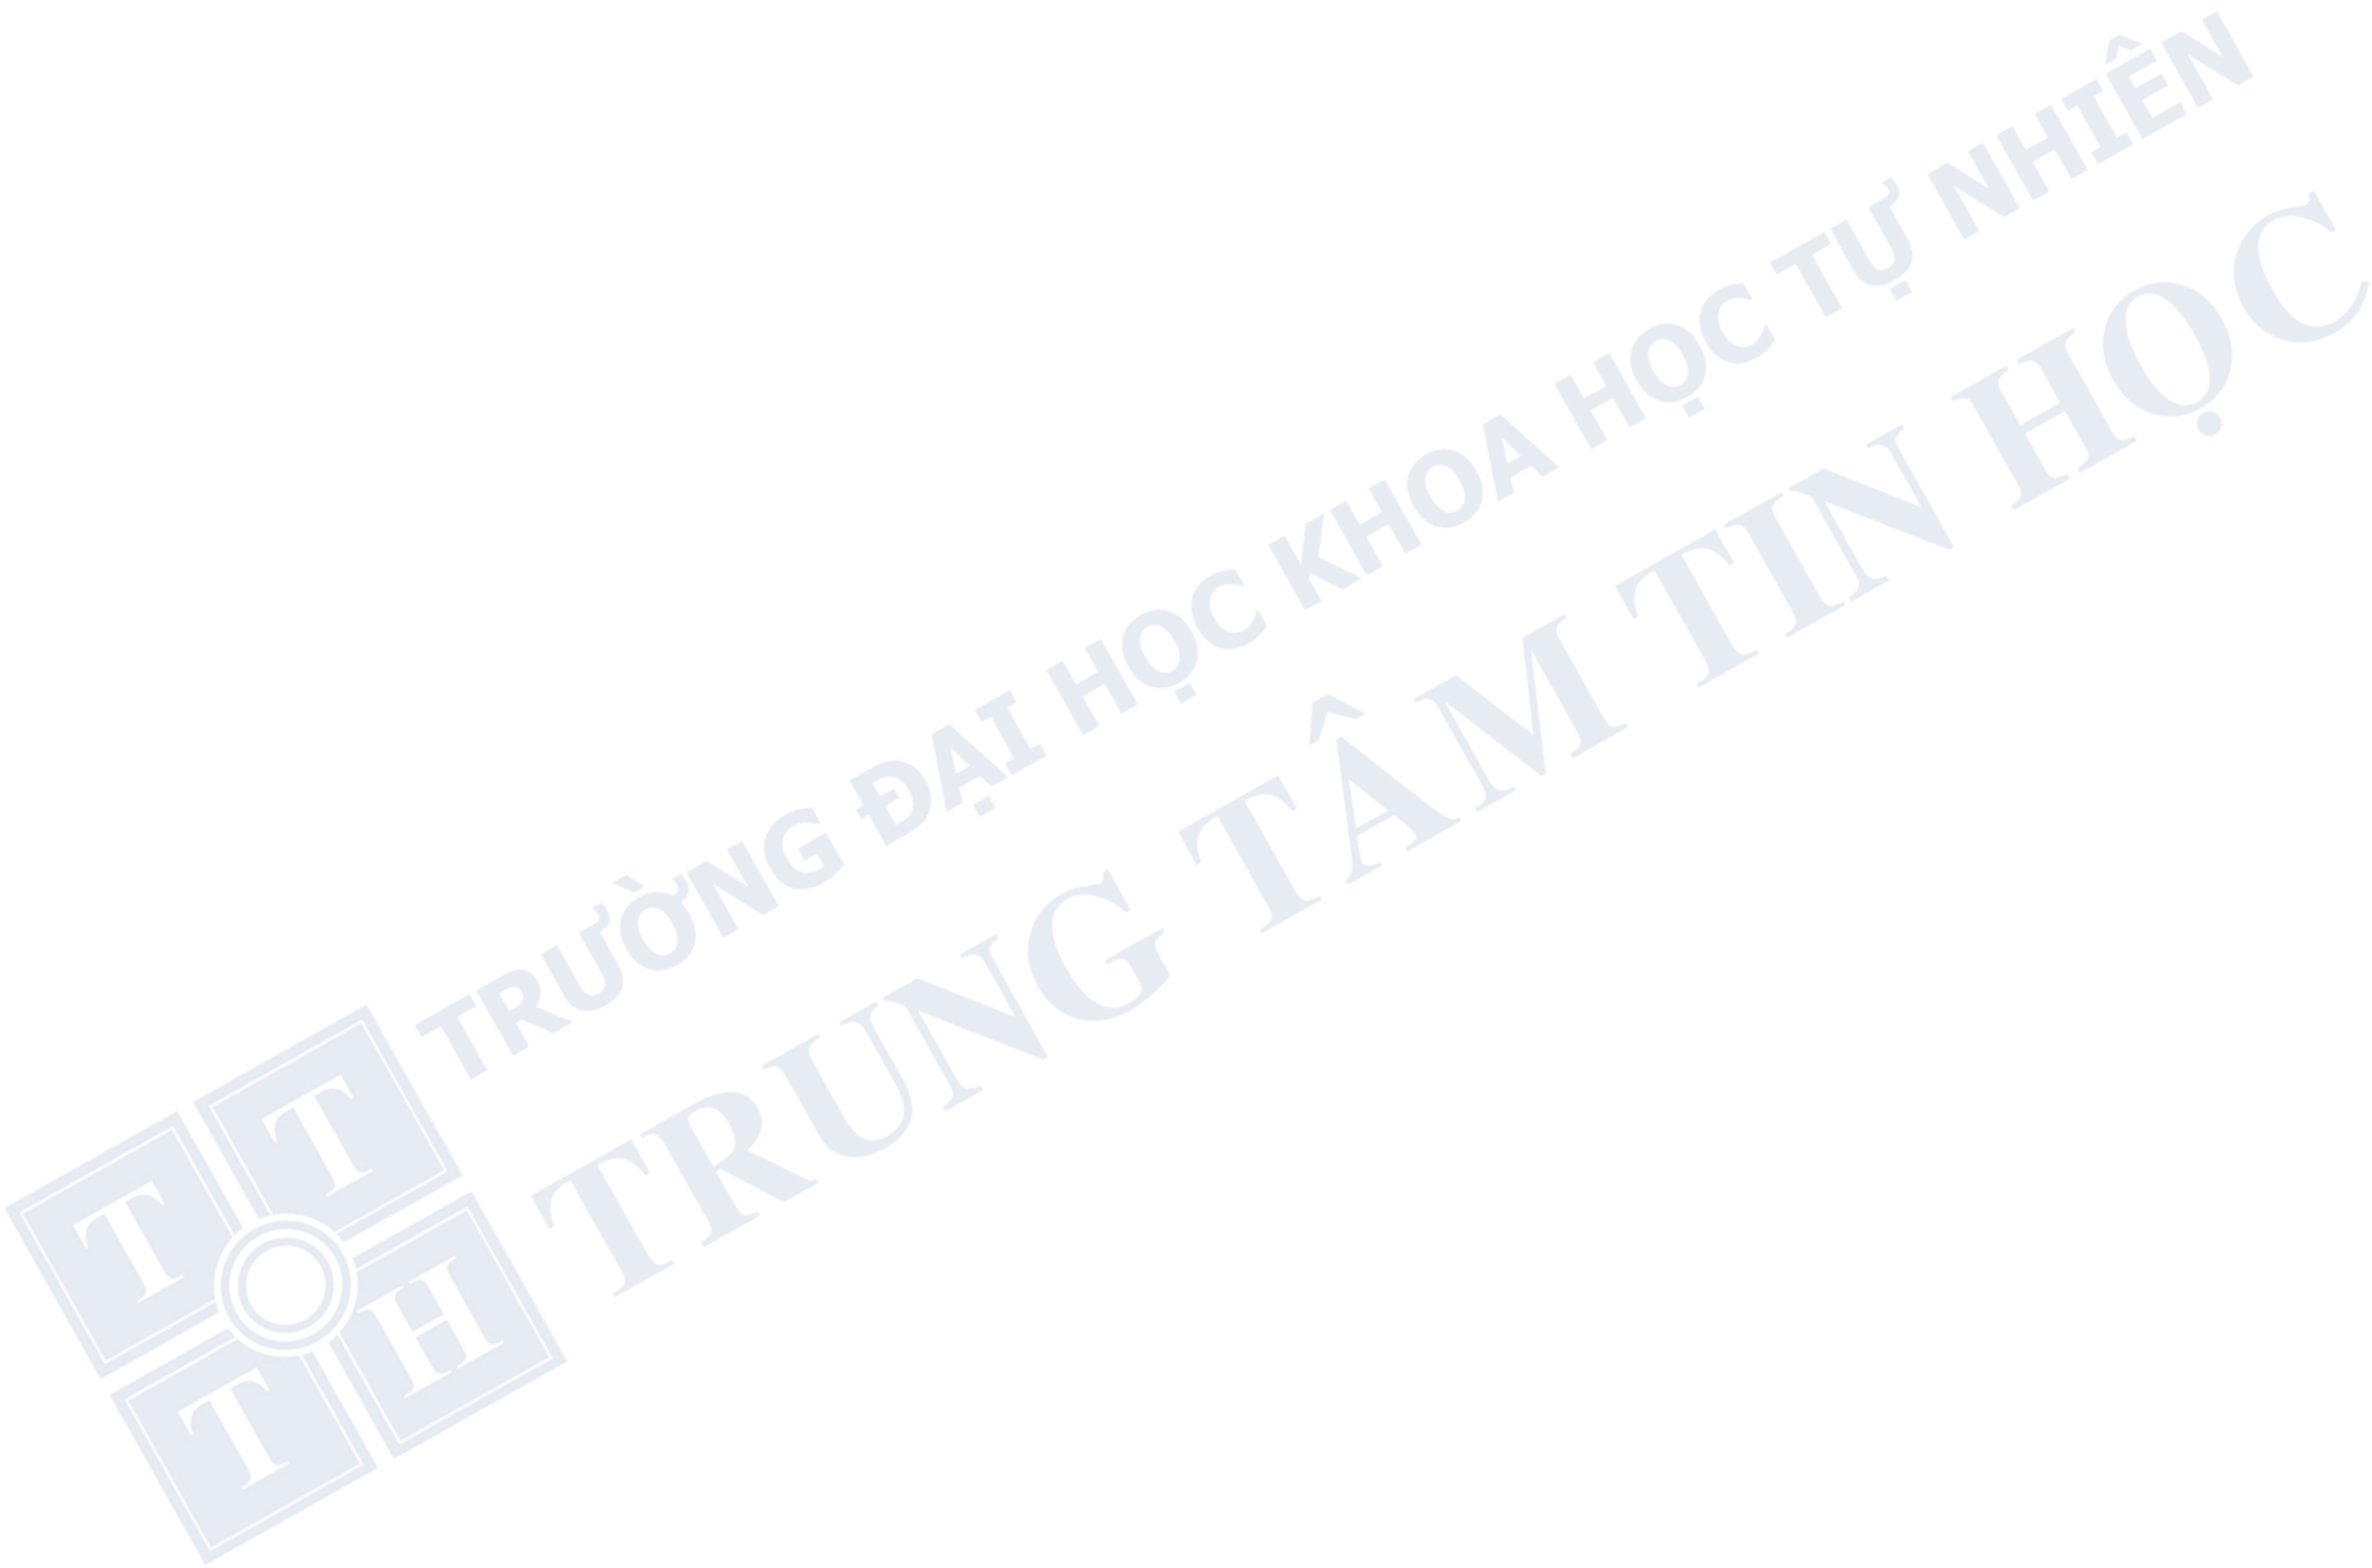 TRƯỜNG ĐẠI HỌC KHOA HỌC TỰ NHIÊN
TRUNG TÂM TIN HỌC
T T
T H